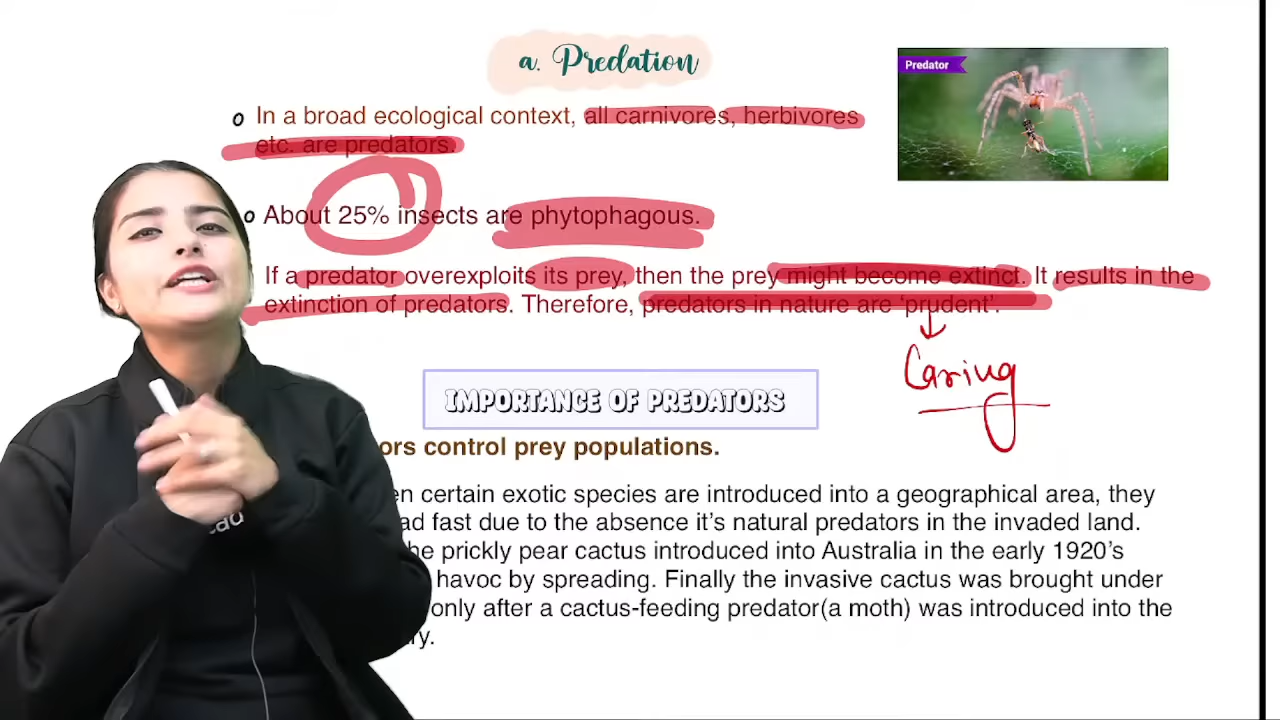 a. Predation
Predator
In a broad ecological context, all carnivores, herbivores
etc. are predators.
About 25% insects are phytophagous.
If a predator overexploits its prey, then the prey might become extinct. It results in the
extinction of predators. Therefore, predators in nature are ‘prudent’.
Caring
IMPORTANCE OF PREDATORS
ors control prey populations.
en certain exotic species are introduced into a geographical area, they
ad fast due to the absence it’s natural predators in the invaded land.
he prickly pear cactus introduced into Australia in the early 1920’s
havoc by spreading. Finally the invasive cactus was brought under
only after a cactus-feeding predator(a moth) was introduced into the
ry.